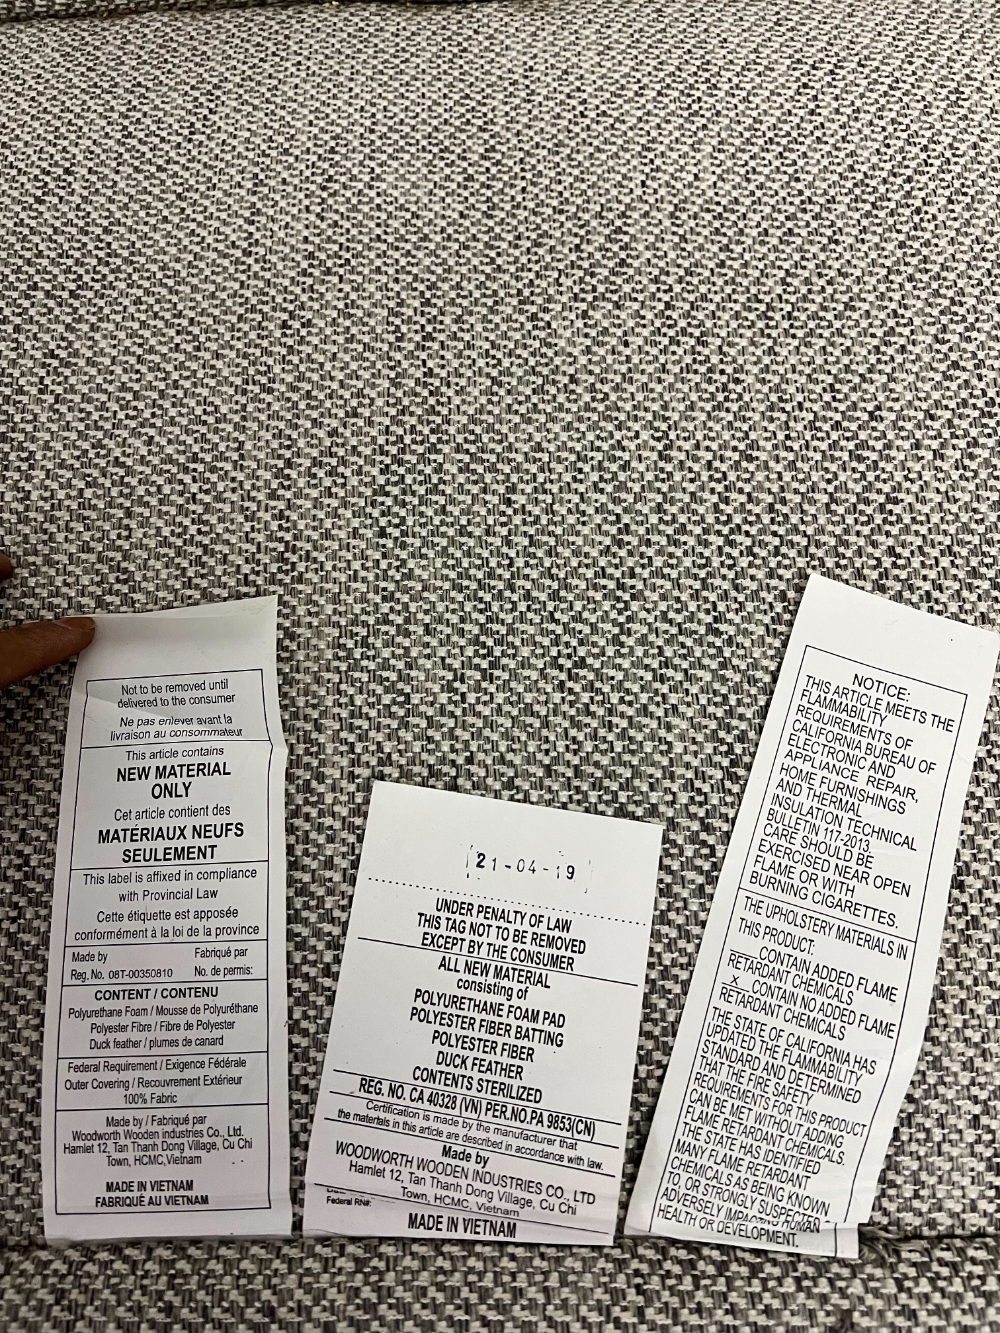 Not to be removed until
delivered to the consumer
Ne pas enlever avant la
livraison au consommateur
This article contains
NEW MATERIAL
ONLY
Cet article contient des
MATÉRIAUX NEUFS
SEULEMENT
This label is affixed in compliance
with Provincial Law
Cette étiquette est apposée
conformément à la loi de la province
Made by Fabriqué par
Reg. No. 08T-00350810 No. de permis:
CONTENT / CONTENU
Polyurethane Foam / Mousse de Polyuréthane
Polyester Fibre / Fibre de Polyester
Duck feather / plumes de canard
Federal Requirement / Exigence Fédérale
Outer Covering / Recouvrement Extérieur
100% Fabric
Made by / Fabriqué par
Woodworth Wooden industries Co., Ltd.
Hamlet 12, Tan Thanh Dong Village, Cu Chi
Town, HCMC,Vietnam
MADE IN VIETNAM
FABRIQUÉ AU VIETNAM
21-04-19
UNDER PENALTY OF LAW
THIS TAG NOT TO BE REMOVED
EXCEPT BY THE CONSUMER
ALL NEW MATERIAL
consisting of
POLYURETHANE FOAM PAD
POLYESTER FIBER BATTING
POLYESTER FIBER
DUCK FEATHER
CONTENTS STERILIZED
REG. NO. CA 40328 (VN) PER.NO.PA 9853(CN)
Certification is made by the manufacturer that
the materials in this article are described in accordance with law.
Made by
WOODWORTH WOODEN INDUSTRIES CO., LTD
Hamlet 12, Tan Thanh Dong Village, Cu Chi
Town, HCMC, Vietnam
Federal RN#:
MADE IN VIETNAM
NOTICE:
THIS ARTICLE MEETS THE
FLAMMABILITY
REQUIREMENTS OF
CALIFORNIA BUREAU OF
ELECTRONIC AND
APPLIANCE REPAIR,
HOME FURNISHINGS
AND THERMAL
INSULATION TECHNICAL
BULLETIN 117-2013.
CARE SHOULD BE
EXERCISED NEAR OPEN
FLAME OR WITH
BURNING CIGARETTES.
THE UPHOLSTERY MATERIALS IN
THIS PRODUCT:
CONTAIN ADDED FLAME
RETARDANT CHEMICALS
X CONTAIN NO ADDED FLAME
RETARDANT CHEMICALS
THE STATE OF CALIFORNIA HAS
UPDATED THE FLAMMABILITY
STANDARD AND DETERMINED
THAT THE FIRE SAFETY
REQUIREMENTS FOR THIS PRODUCT
CAN BE MET WITHOUT ADDING
FLAME RETARDANT CHEMICALS.
THE STATE HAS IDENTIFIED
MANY FLAME RETARDANT
CHEMICALS AS BEING KNOWN
TO, OR STRONGLY SUSPECTED
ADVERSELY IMPACTING HUMAN
HEALTH OR DEVELOPMENT.